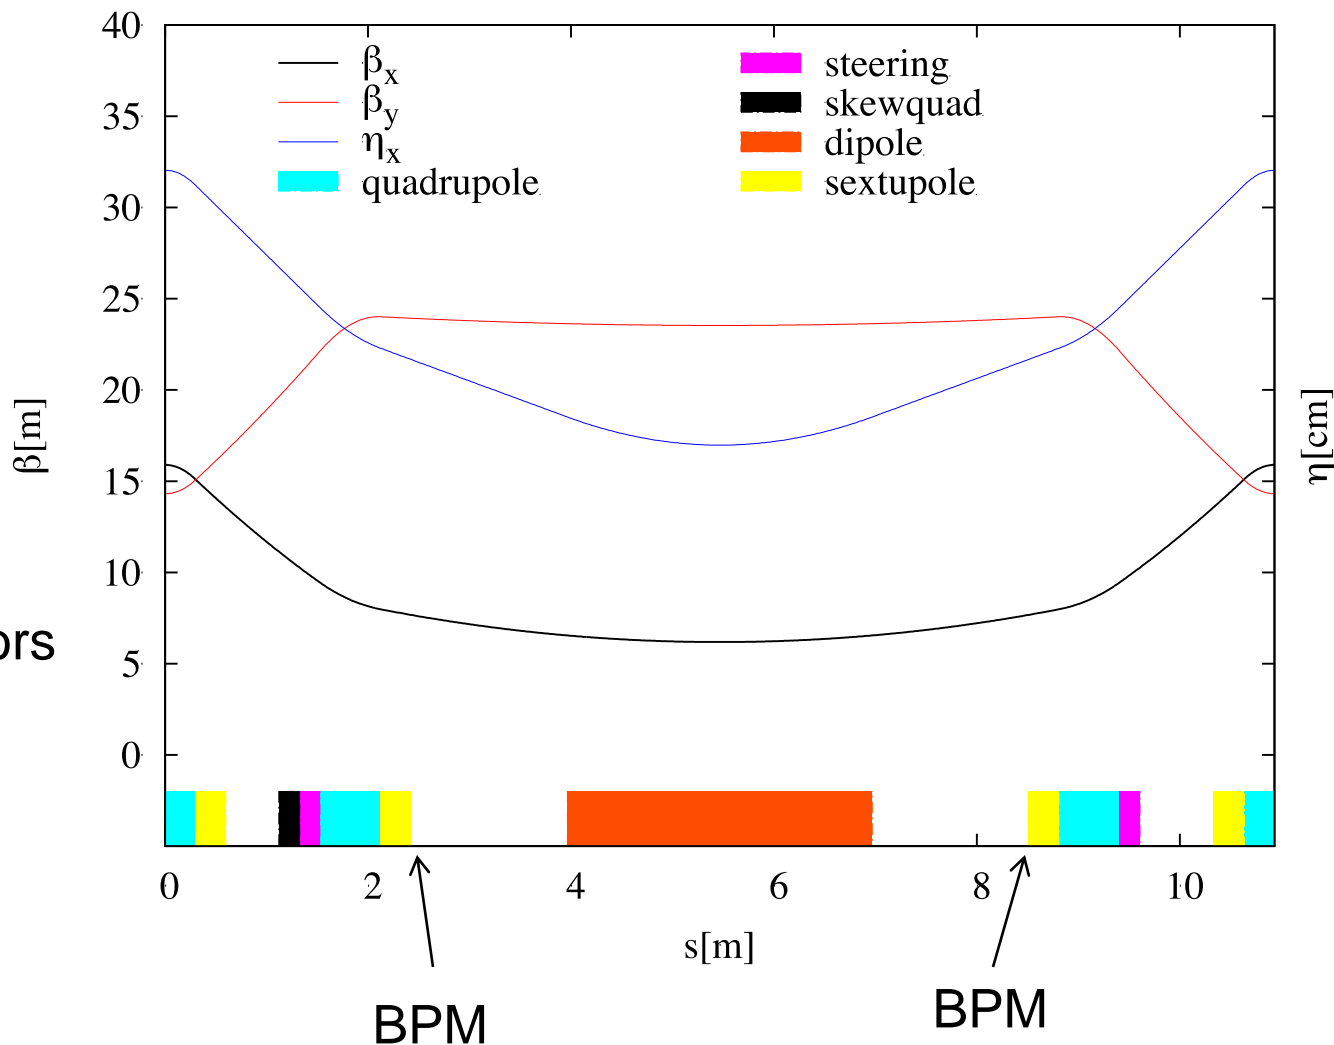 40
35
30
25
20
15
10
5
0
β[m]
η[cm]
βx
βy
ηx
quadrupole
steering
skewquad
dipole
sextupole
ors
0 2 4 6 8 10
s[m]
BPM
BPM